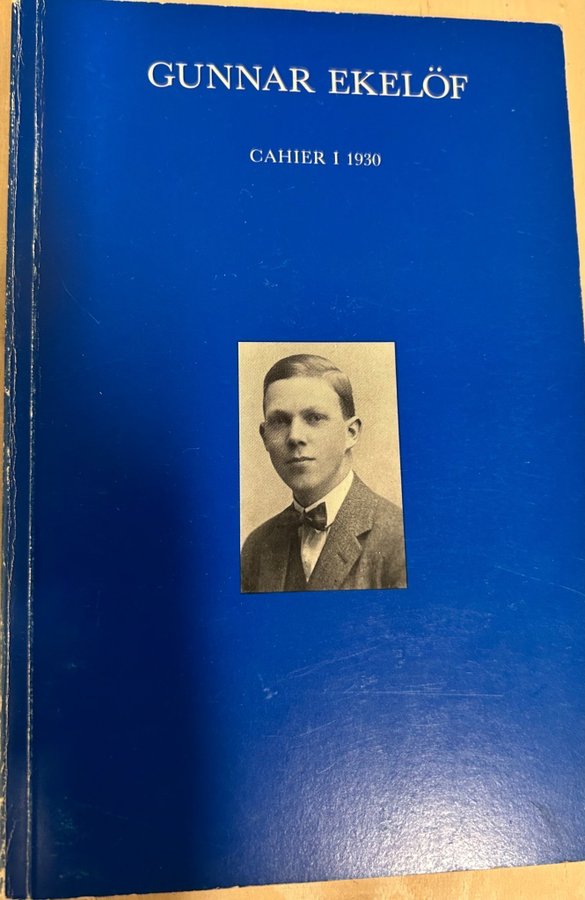 GUNNAR EKELÖF
CAHIER I 1930